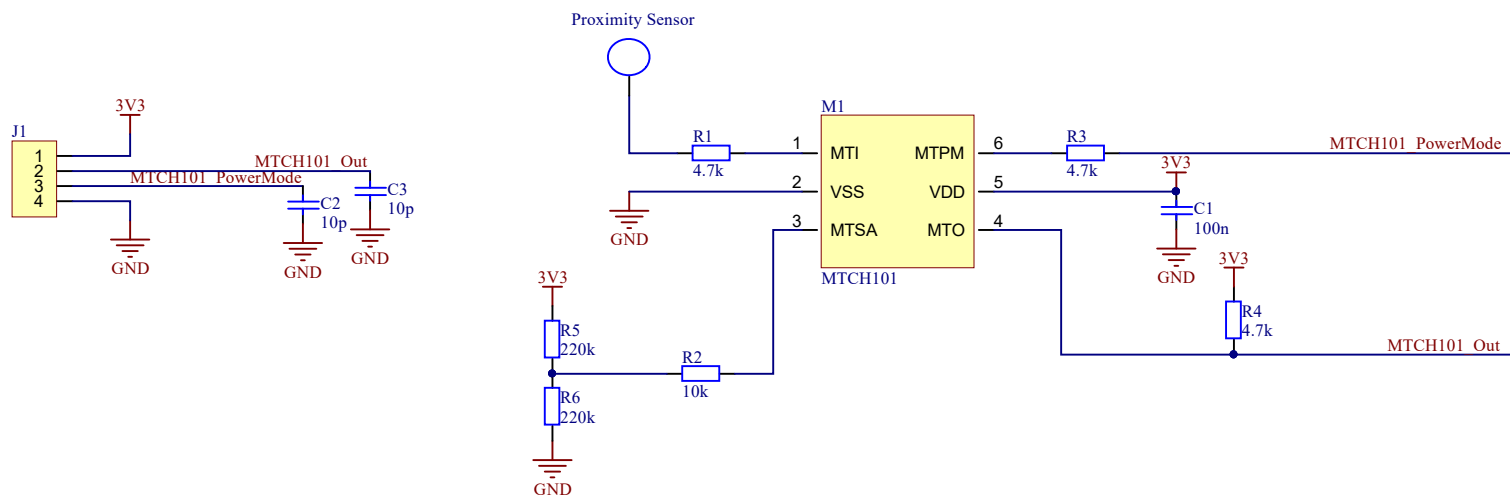 Proximity Sensor
3V3
J1
1
2
3
4
MTCH101_Out
MTCH101_PowerMode
C3
10p
C2
10p
GND
GND
GND
M1
R1
4.7k
1
MTI
MTPM
6
R3
4.7k
MTCH101_PowerMode
2
VSS
VDD
5
3V3
C1
100n
GND
GND
3
MTSA
MTO
4
MTCH101
3V3
R5
220k
R2
10k
R6
220k
GND
3V3
R4
4.7k
MTCH101_Out